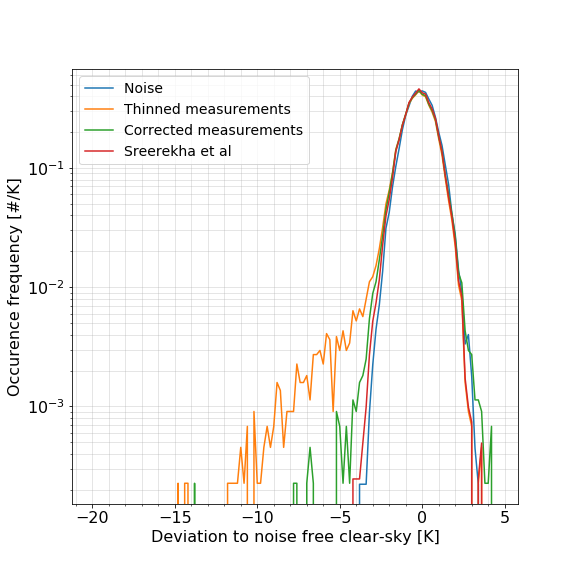 Noise
Thinned measurements
Corrected measurements
Sreerekha et al
Occurence frequency [#/K]
10⁻¹
10⁻²
10⁻³
−20 −15 −10 −5 0 5
Deviation to noise free clear-sky [K]